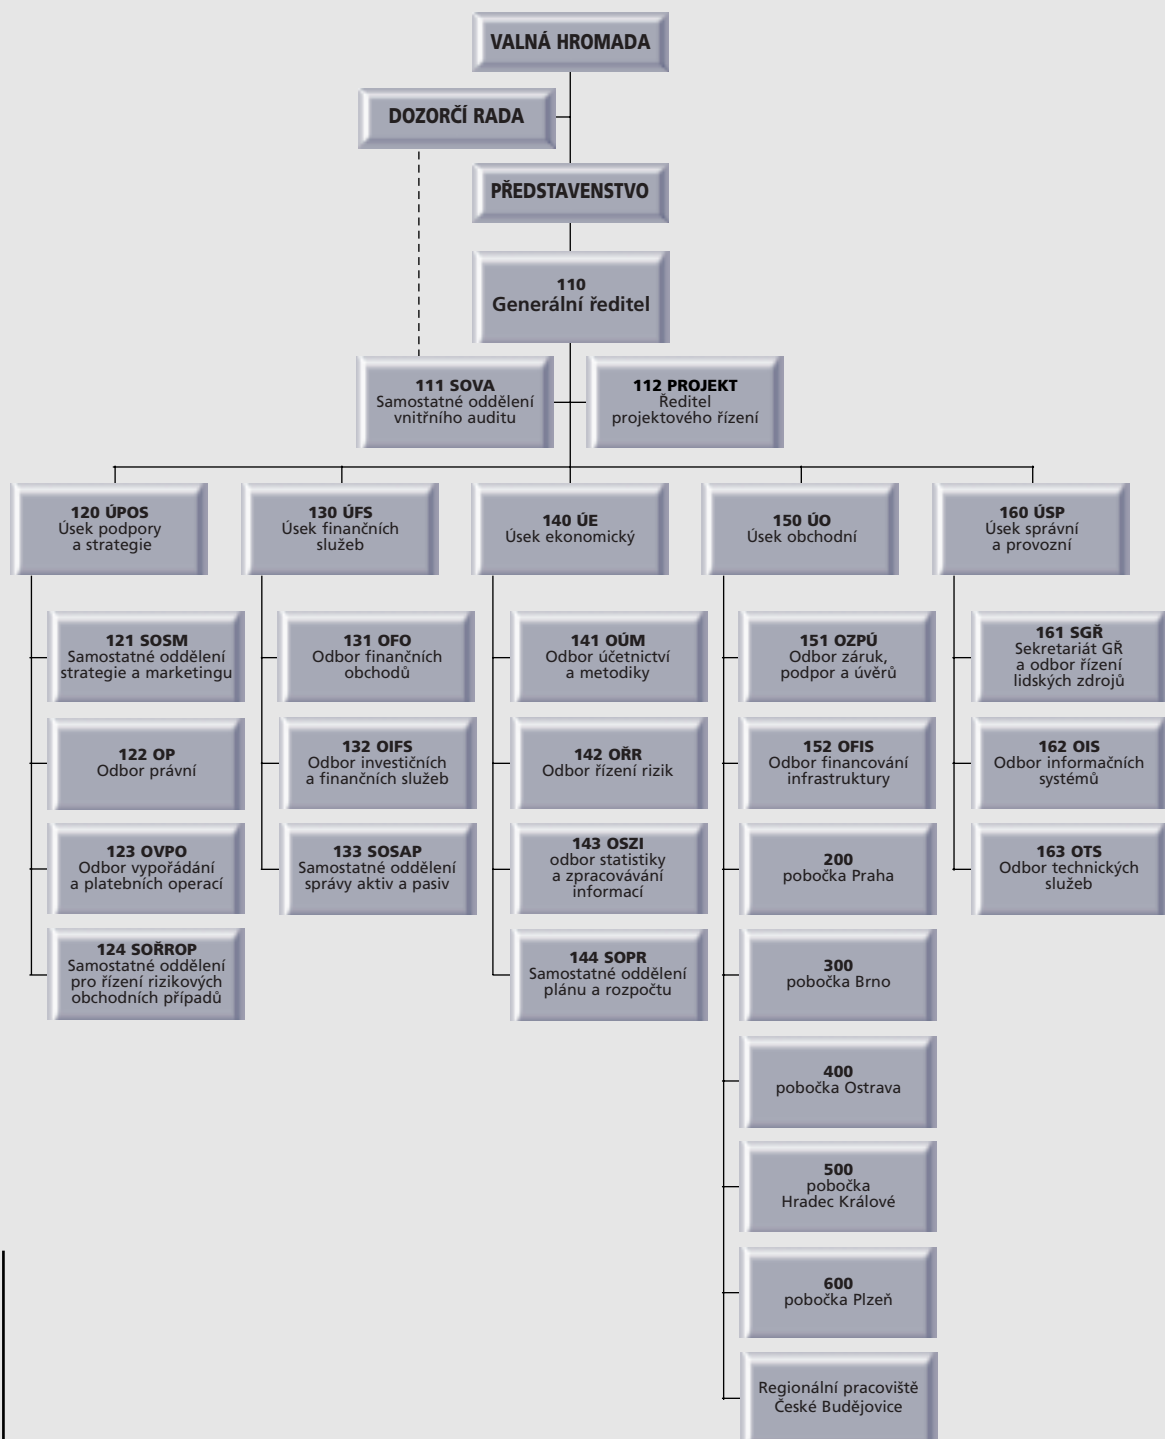 VALNÁ HROMADA
DOZORČÍ RADA
PŘEDSTAVENSTVO
110
Generální ředitel
111 SOVA
Samostatné oddělení
vnitřního auditu
112 PROJEKT
Ředitel
projektového řízení
120 ÚPOS
Úsek podpory
a strategie
130 ÚFS
Úsek finančních
služeb
140 ÚE
Úsek ekonomický
150 ÚO
Úsek obchodní
160 ÚSP
Úsek správní
a provozní
121 SOSM
Samostatné oddělení
strategie a marketingu
122 OP
Odbor právní
123 OVPO
Odbor vypořádání
a platebních operací
124 SOŘROP
Samostatné oddělení
pro řízení rizikových
obchodních případů
131 OFO
Odbor finančních
obchodů
132 OIFS
Odbor investičních
a finančních služeb
133 SOSAP
Samostatné oddělení
správy aktiv a pasiv
141 OÚM
Odbor účetnictví
a metodiky
142 OŘR
Odbor řízení rizik
143 OSZI
odbor statistiky
a zpracovávání
informací
144 SOPR
Samostatné oddělení
plánu a rozpočtu
151 OZPÚ
Odbor záruk,
podpor a úvěrů
152 OFIS
Odbor financování
infrastruktury
200
pobočka Praha
300
pobočka Brno
400
pobočka Ostrava
500
pobočka
Hradec Králové
600
pobočka Plzeň
Regionální pracoviště
České Budějovice
161 SGŘ
Sekretariát GŘ
a odbor řízení
lidských zdrojů
162 OIS
Odbor informačních
systémů
163 OTS
Odbor technických
služeb